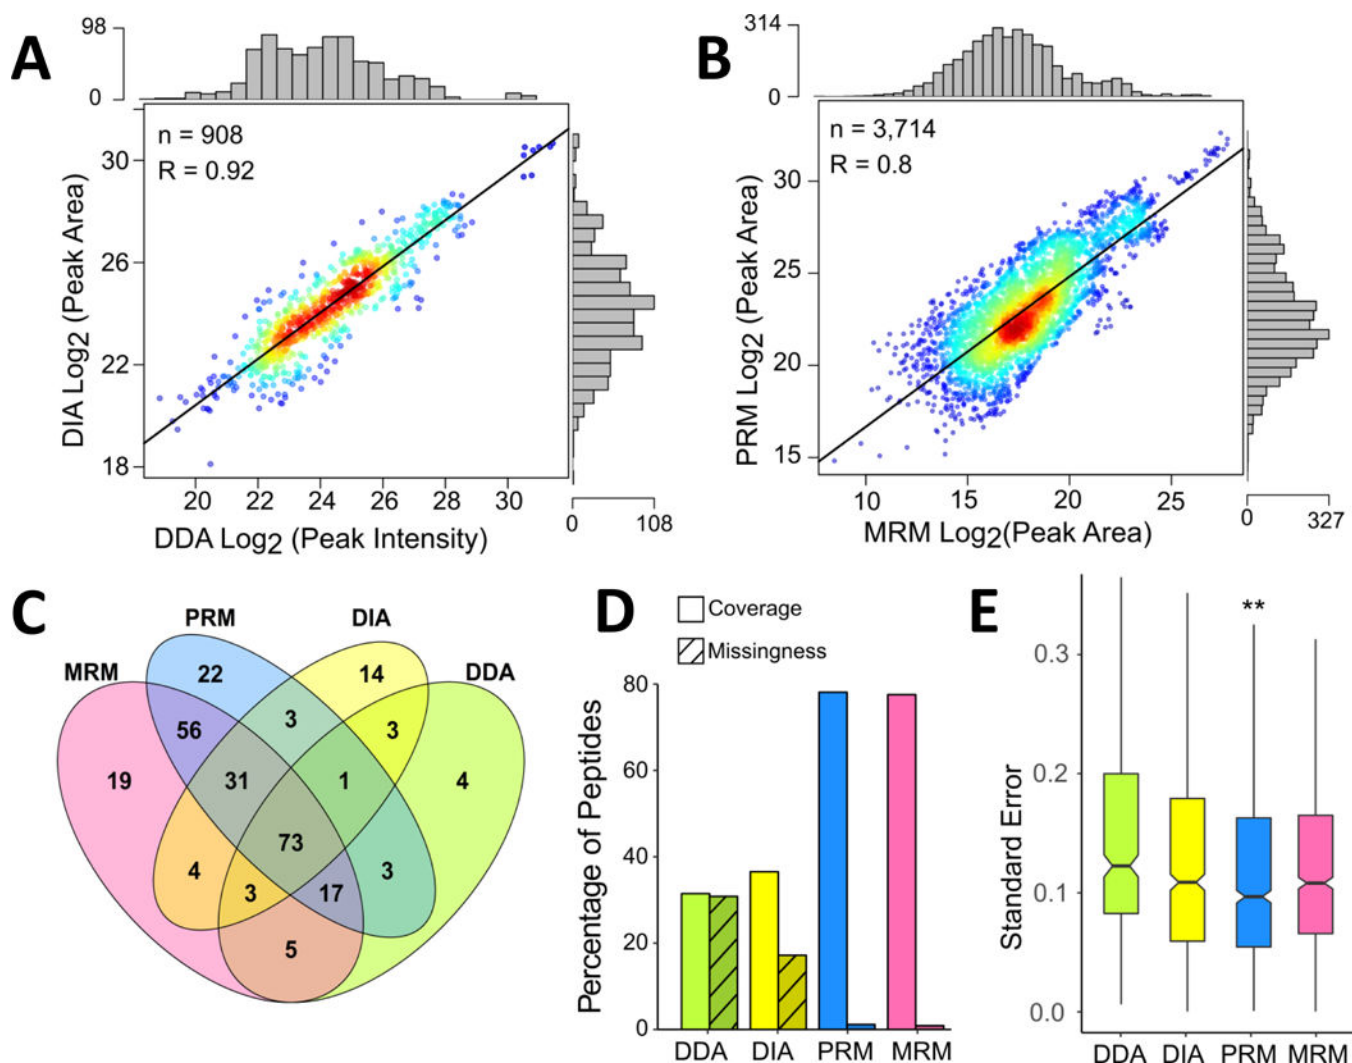 A
98
0
n = 908
R = 0.92
30
26
22
18
DIA Log2 (Peak Area)
20 22 24 26 28 30
DDA Log2 (Peak Intensity)
0 108
B
314
0
n = 3,714
R = 0.8
30
25
20
15
PRM Log2 (Peak Area)
10 15 20 25
MRM Log2(Peak Area)
0 327
C
PRM DIA
MRM DDA
22 14
56 3 3
19 31 1 4
73
4 3 17 3
5
D
Coverage
Missingness
80
60
40
20
0
Percentage of Peptides
DDA DIA PRM MRM
E
**
0.3
0.2
0.1
0.0
Standard Error
DDA DIA PRM MRM